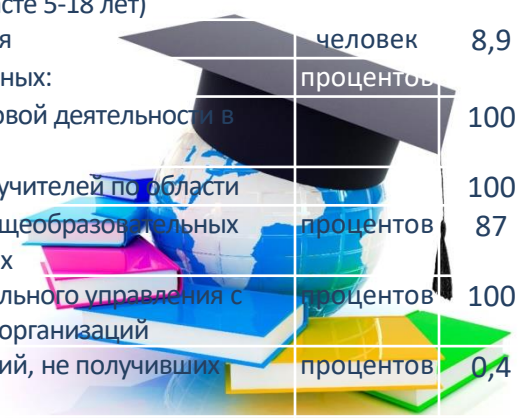 сте 5-18 лет)
я человек 8,9
ных: процентов
овой деятельности в 100
учителей по области 100
щеобразовательных процентов 87
х
льного управления с процентов 100
организаций
ий, не получивших процентов 0,4